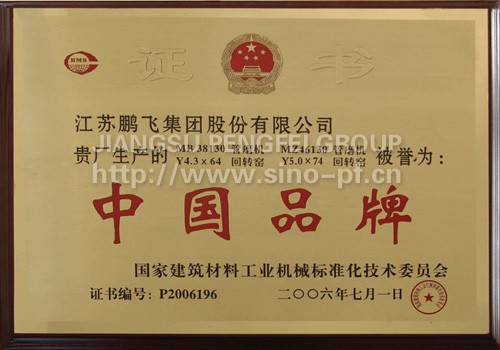 证书
江苏鹏飞集团股份有限公司
贵厂生产的 MB38130 管磨机 MZ46130 管磨机 被誉为：
Y4.3×64 回转窑 Y5.0×74 回转窑
JIANGSU PENGFEI GROUP
http://www.sino-pf.cn
中国品牌
国家建筑材料工业机械标准化技术委员会
证书编号：P2006196 二〇〇六年七月一日